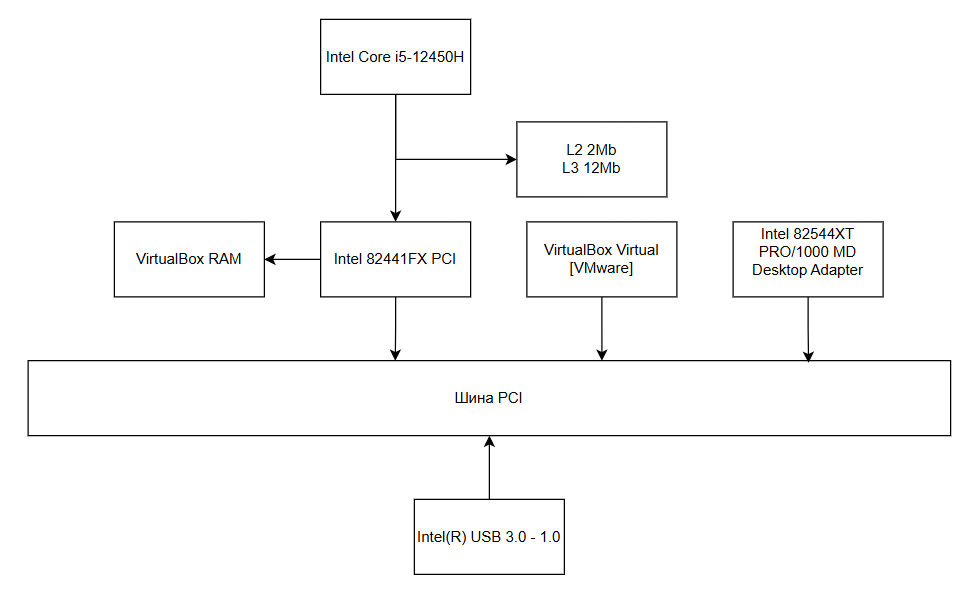 Intel Core i5-12450H
L2 2Mb
L3 12Mb
VirtualBox RAM
Intel 82441FX PCI
VirtualBox Virtual
[VMware]
Intel 82544XT
PRO/1000 MD
Desktop Adapter
Шина PCI
Intel(R) USB 3.0 - 1.0